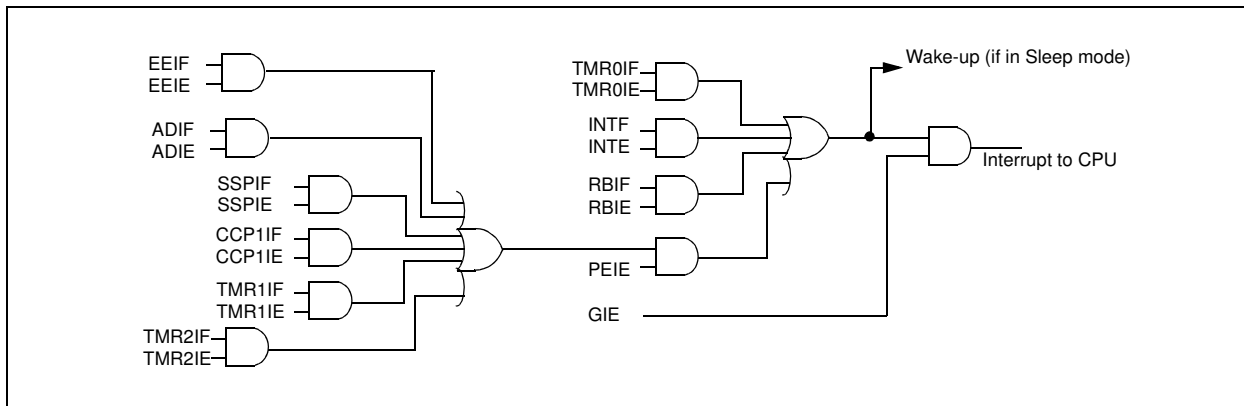 EEIF
EEIE
ADIF
ADIE
SSPIF
SSPIE
CCP1IF
CCP1IE
TMR1IF
TMR1IE
TMR2IF
TMR2IE
TMR0IF
TMR0IE
INTF
INTE
RBIF
RBIE
PEIE
GIE
Wake-up (if in Sleep mode)
Interrupt to CPU